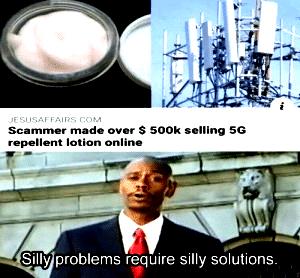 i
JESUSAFFAIRS.COM
Scammer made over $ 500k selling 5G
repellent lotion online
Silly problems require silly solutions.